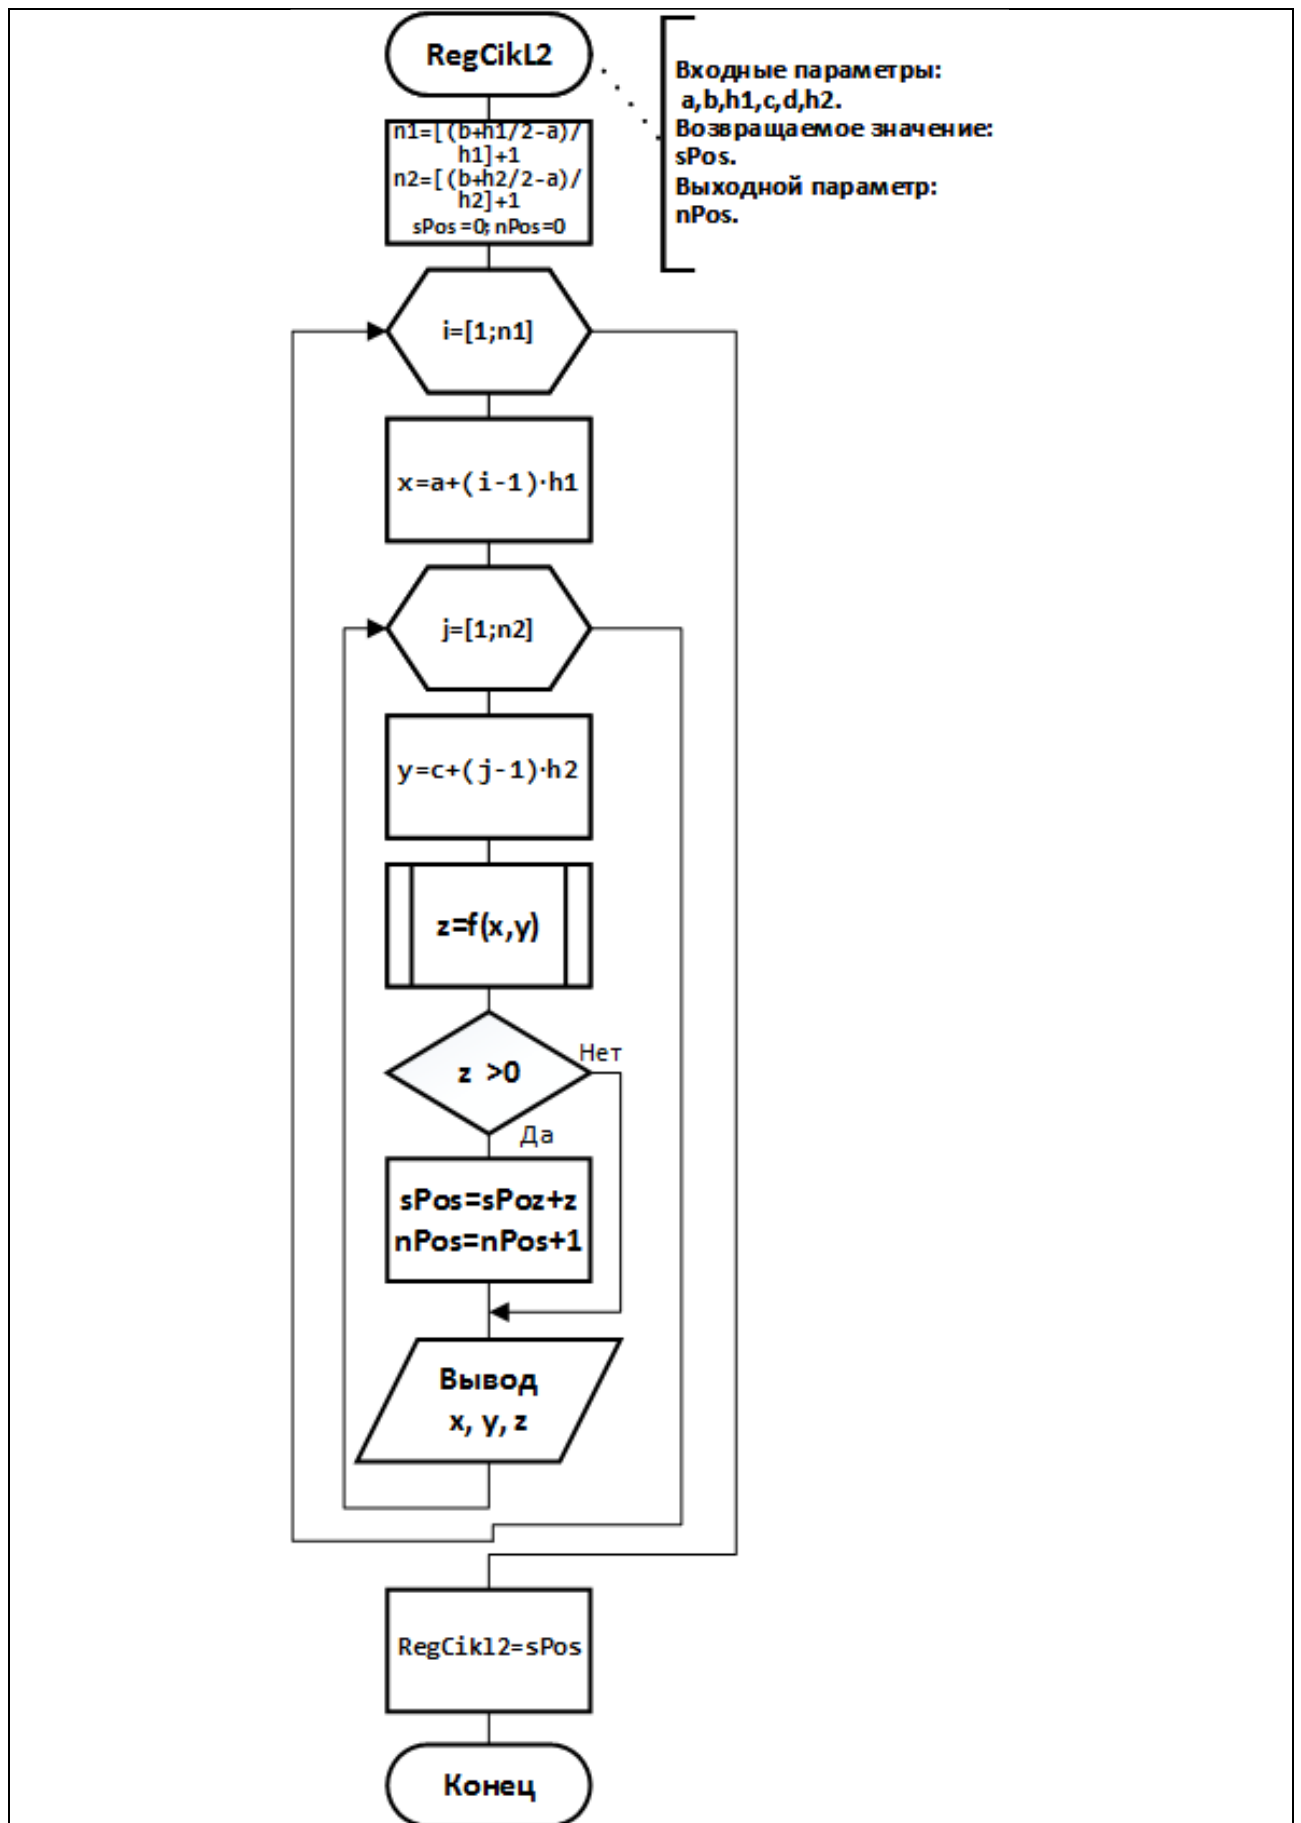 RegCikL2
Входные параметры:
a,b,h1,c,d,h2.
Возвращаемое значение:
sPos.
Выходной параметр:
nPos.
n1=[(b+h1/2-a)/
h1]+1
n2=[(b+h2/2-a)/
h2]+1
sPos=0; nPos=0
i=[1;n1]
x=a+(i-1)·h1
j=[1;n2]
y=c+(j-1)·h2
z=f(x,y)
z >0
Нет
Да
sPos=sPoz+z
nPos=nPos+1
Вывод
x, y, z
RegCikl2=sPos
Конец